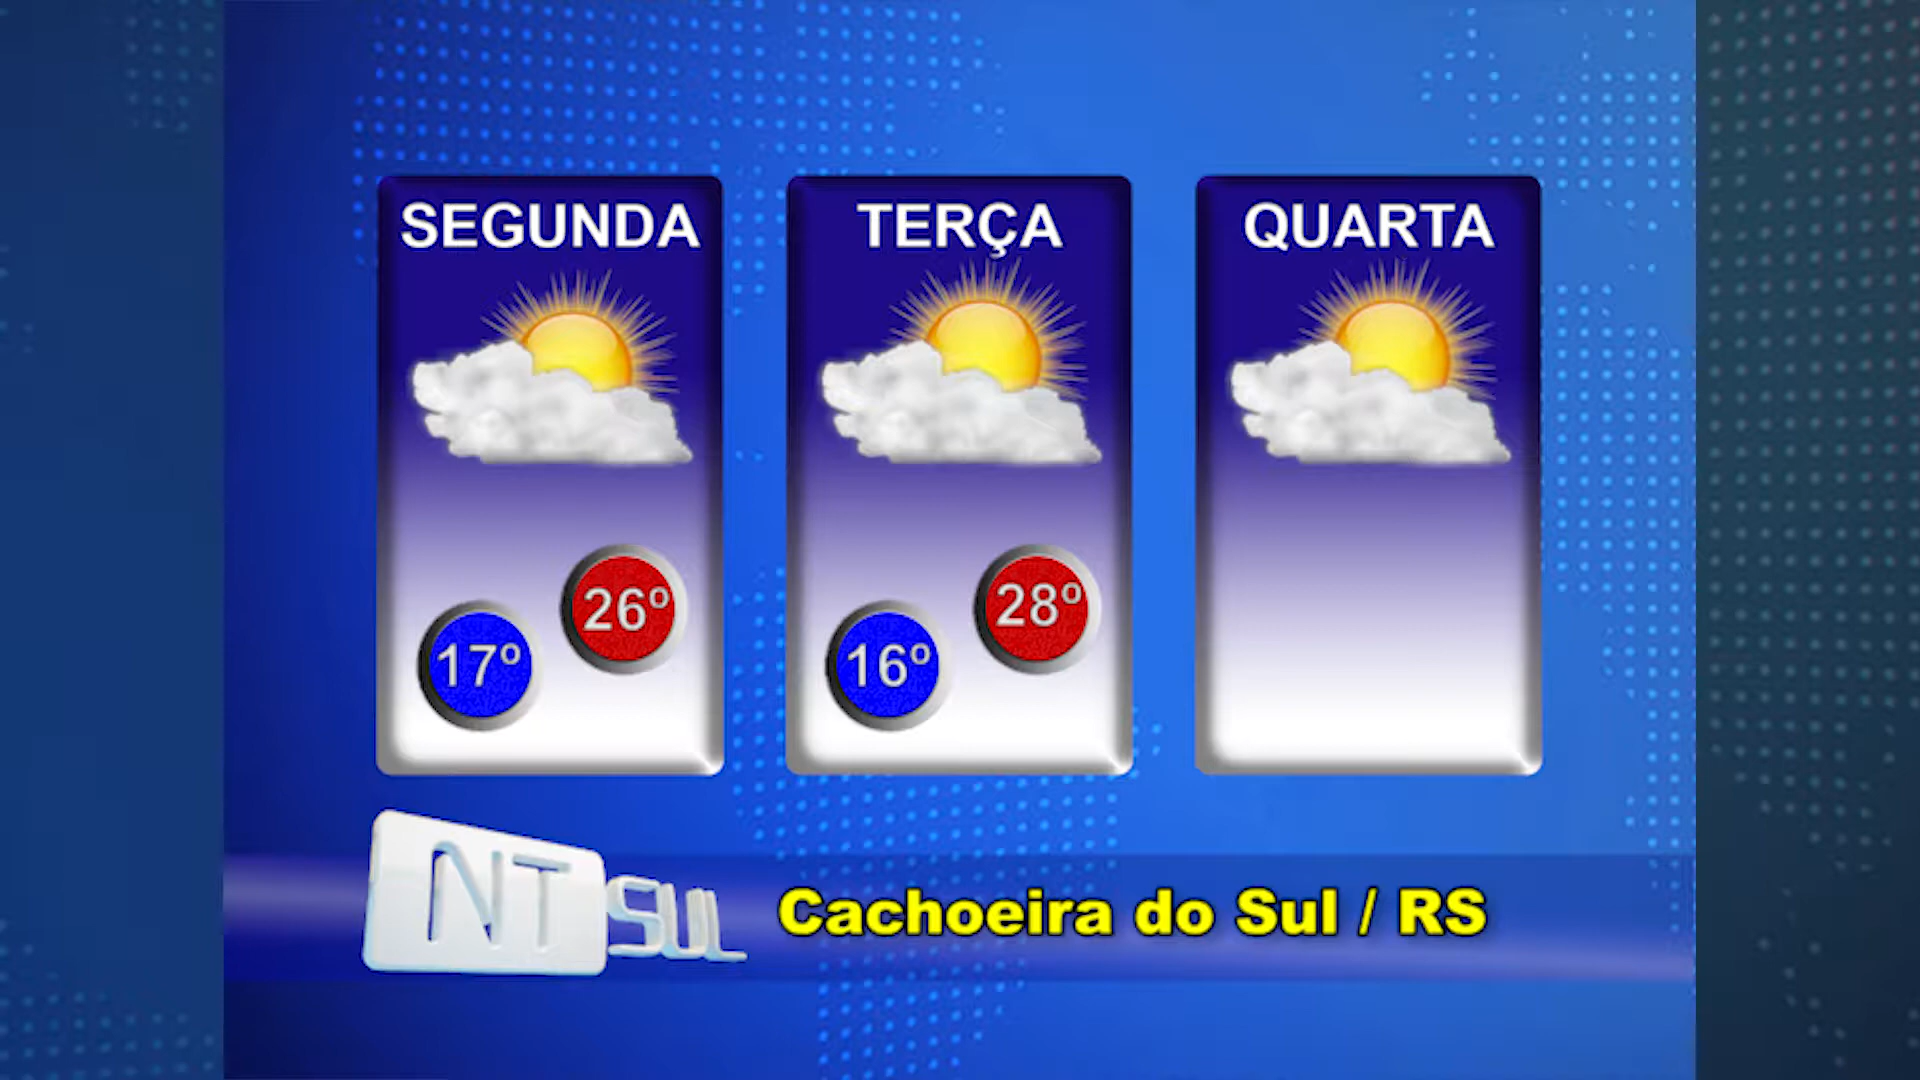 SEGUNDA
TERÇA
QUARTA
26º
28º
17º
16º
NT SUL
Cachoeira do Sul / RS